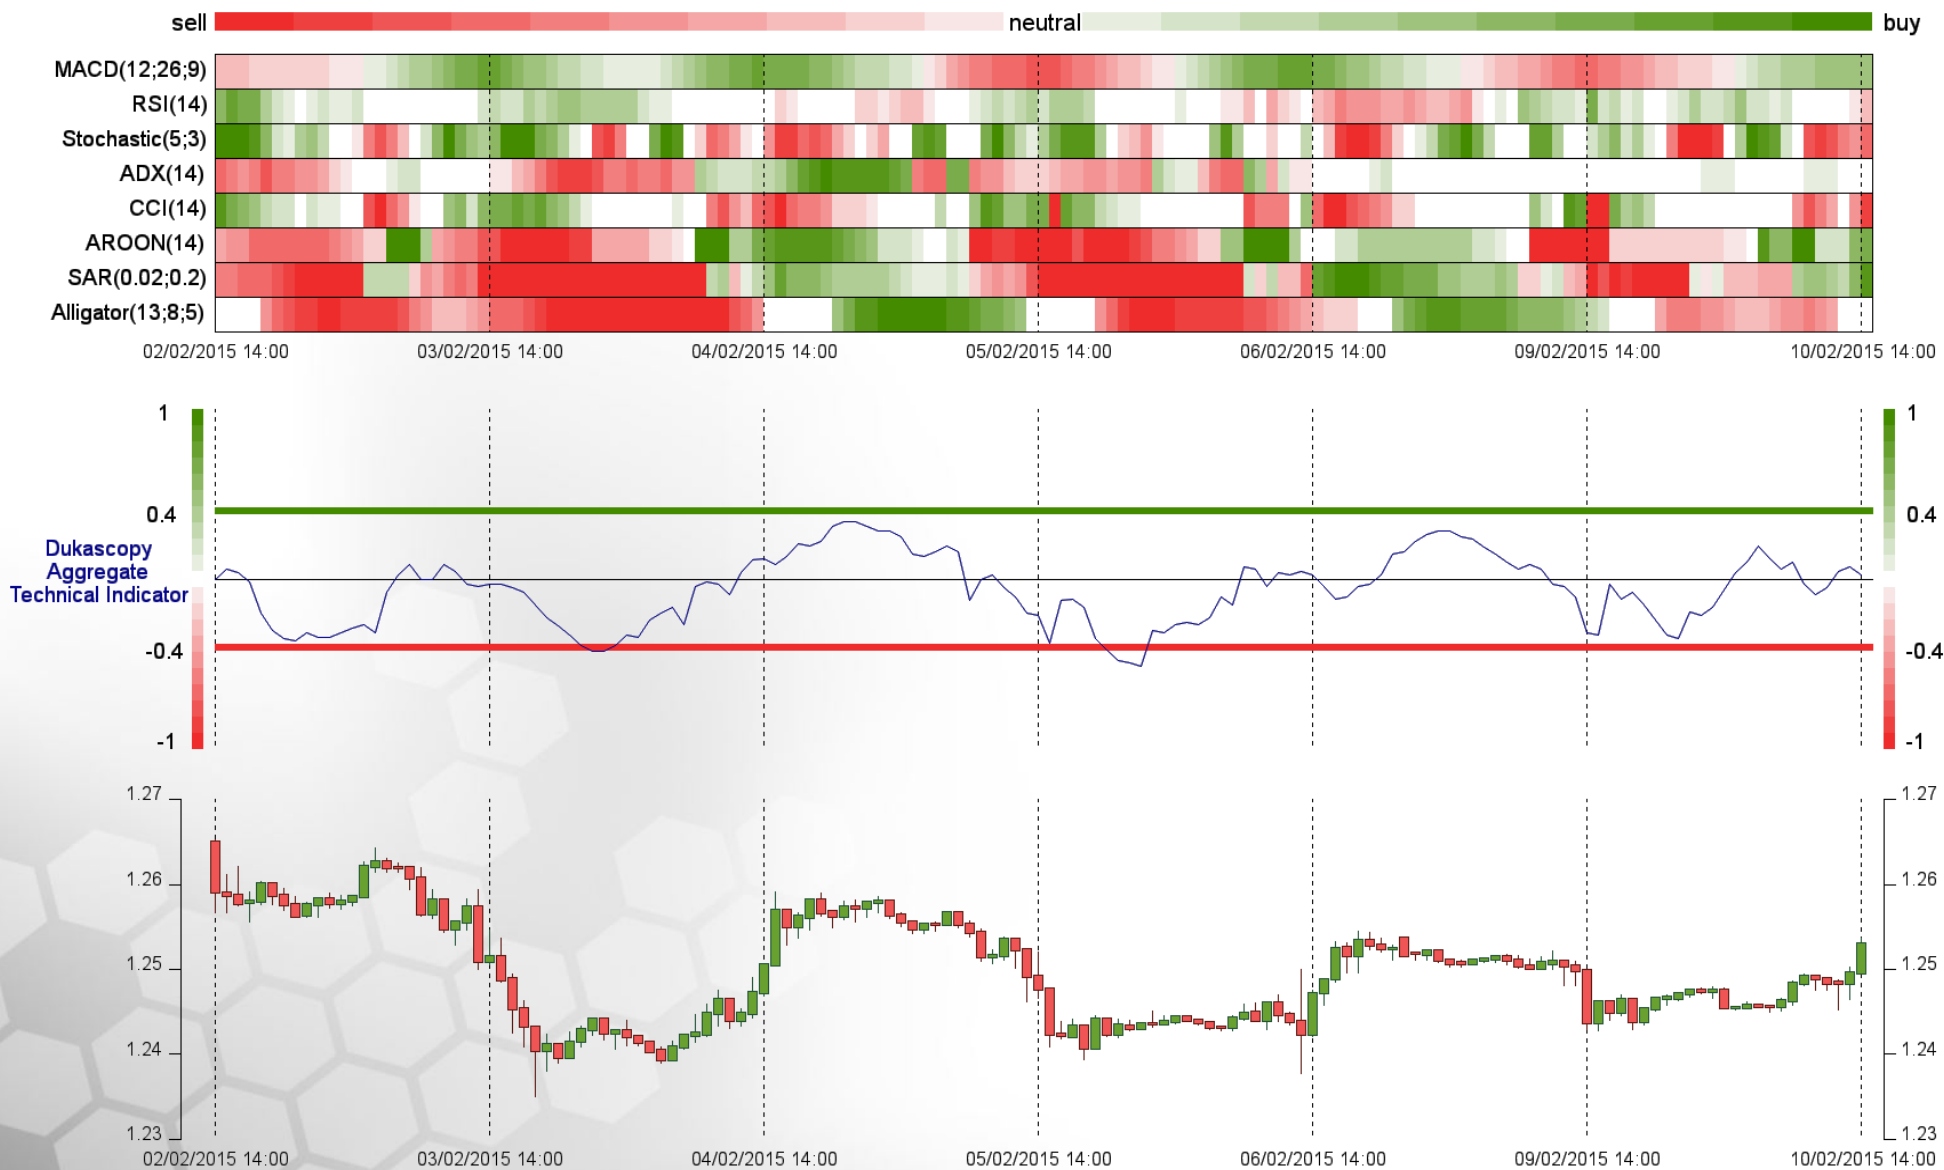 sell neutral buy
MACD(12;26;9)
RSI(14)
Stochastic(5;3)
ADX(14)
CCI(14)
AROON(14)
SAR(0.02;0.2)
Alligator(13;8;5)
02/02/2015 14:00 03/02/2015 14:00 04/02/2015 14:00 05/02/2015 14:00 06/02/2015 14:00 09/02/2015 14:00 10/02/2015 14:00
1 1
0.4 0.4
Dukascopy
Aggregate
Technical Indicator
-0.4 -0.4
-1 -1
1.27 1.27
1.26 1.26
1.25 1.25
1.24 1.24
1.23 1.23
02/02/2015 14:00 03/02/2015 14:00 04/02/2015 14:00 05/02/2015 14:00 06/02/2015 14:00 09/02/2015 14:00 10/02/2015 14:00